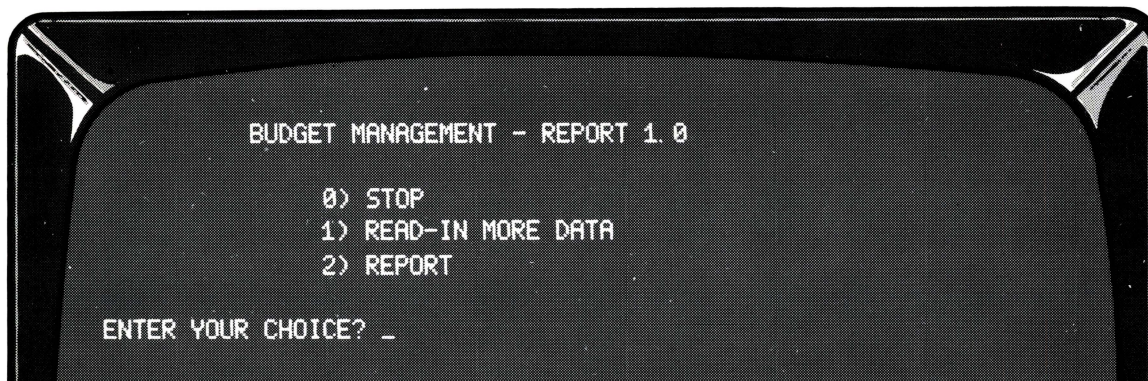 BUDGET MANAGEMENT - REPORT 1.0
0) STOP
1) READ-IN MORE DATA
2) REPORT
ENTER YOUR CHOICE? _